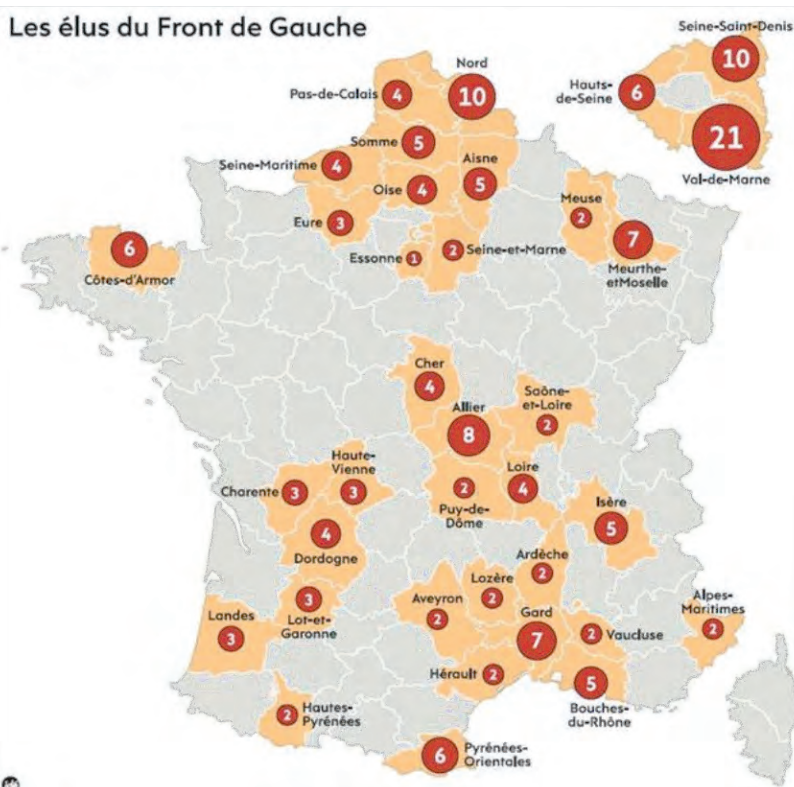 Les élus du Front de Gauche
Seine-Saint-Denis
10
Hauts-
de-Seine
6
21
Val-de-Marne
Nord
10
Pas-de-Calais
4
Somme
5
Seine-Maritime
4
Aisne
5
Oise
4
Eure
3
Essonne
1
2
Seine-et-Marne
Meuse
2
7
Meurthe-
etMoselle
6
Côtes-d'Armor
Cher
4
Allier
8
Saône-
et-Loire
2
Haute-
Vienne
3
Charente
3
2
Puy-de-
Dôme
Loire
4
Isère
5
4
Dordogne
Ardèche
2
Lozère
2
Aveyron
2
Gard
7
3
Lot-et-
Garonne
Landes
3
2
Vaucluse
Alpes-
Maritimes
2
Hérault
2
5
Bouches-
du-Rhône
2
Hautes-
Pyrénées
6
Pyrénées-
Orientales